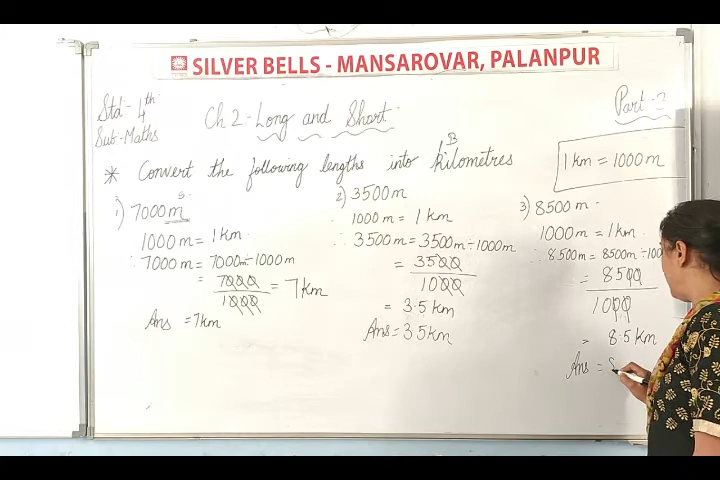 SILVER BELLS - MANSAROVAR, PALANPUR
Std:- 4th
Sub:- Maths
Ch 2 - Long and Short
Part-2
* Convert the following lengths into kilometres
B
1 km = 1000 m
S
1) 7000 m
1000 m = 1 km
∴ 7000 m = 7000 m ÷ 1000 m
= 7000
1000
= 7 km
Ans = 7 km
2) 3500 m
1000 m = 1 km
∴ 3500 m = 3500 m ÷ 1000 m
= 3500
1000
= 3.5 km
Ans = 3.5 km
3) 8500 m
1000 m = 1 km
∴ 8500 m = 8500 m ÷ 100
= 8500
1000
= 8.5 km
Ans =